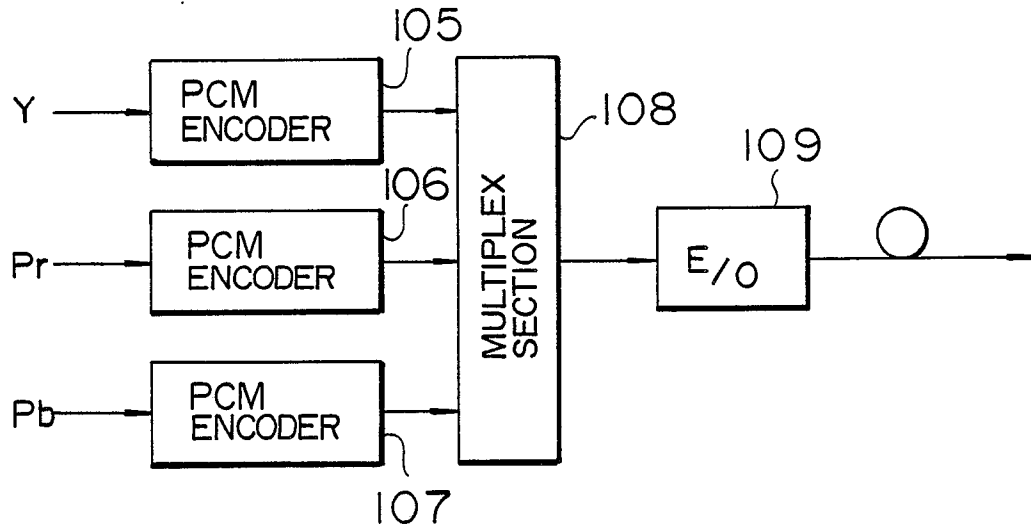 105
Y
PCM
ENCODER
108
109
106
Pr
PCM
ENCODER
MULTIPLEX
SECTION
E/O
Pb
PCM
ENCODER
107